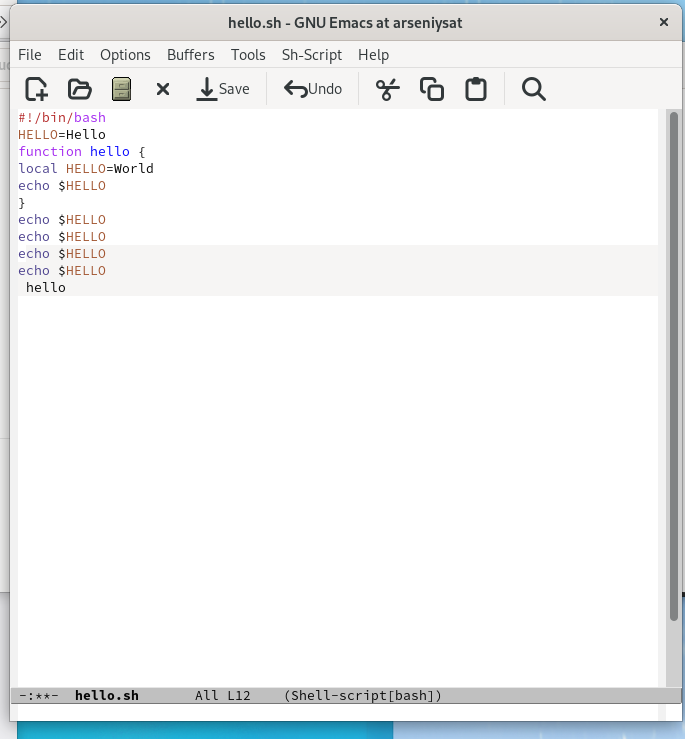 hello.sh - GNU Emacs at arseniysat
File Edit Options Buffers Tools Sh-Script Help
Save Undo
#!/bin/bash
HELLO=Hello
function hello {
local HELLO=World
echo $HELLO
}
echo $HELLO
echo $HELLO
echo $HELLO
echo $HELLO
 hello
-:**- hello.sh All L12 (Shell-script[bash])